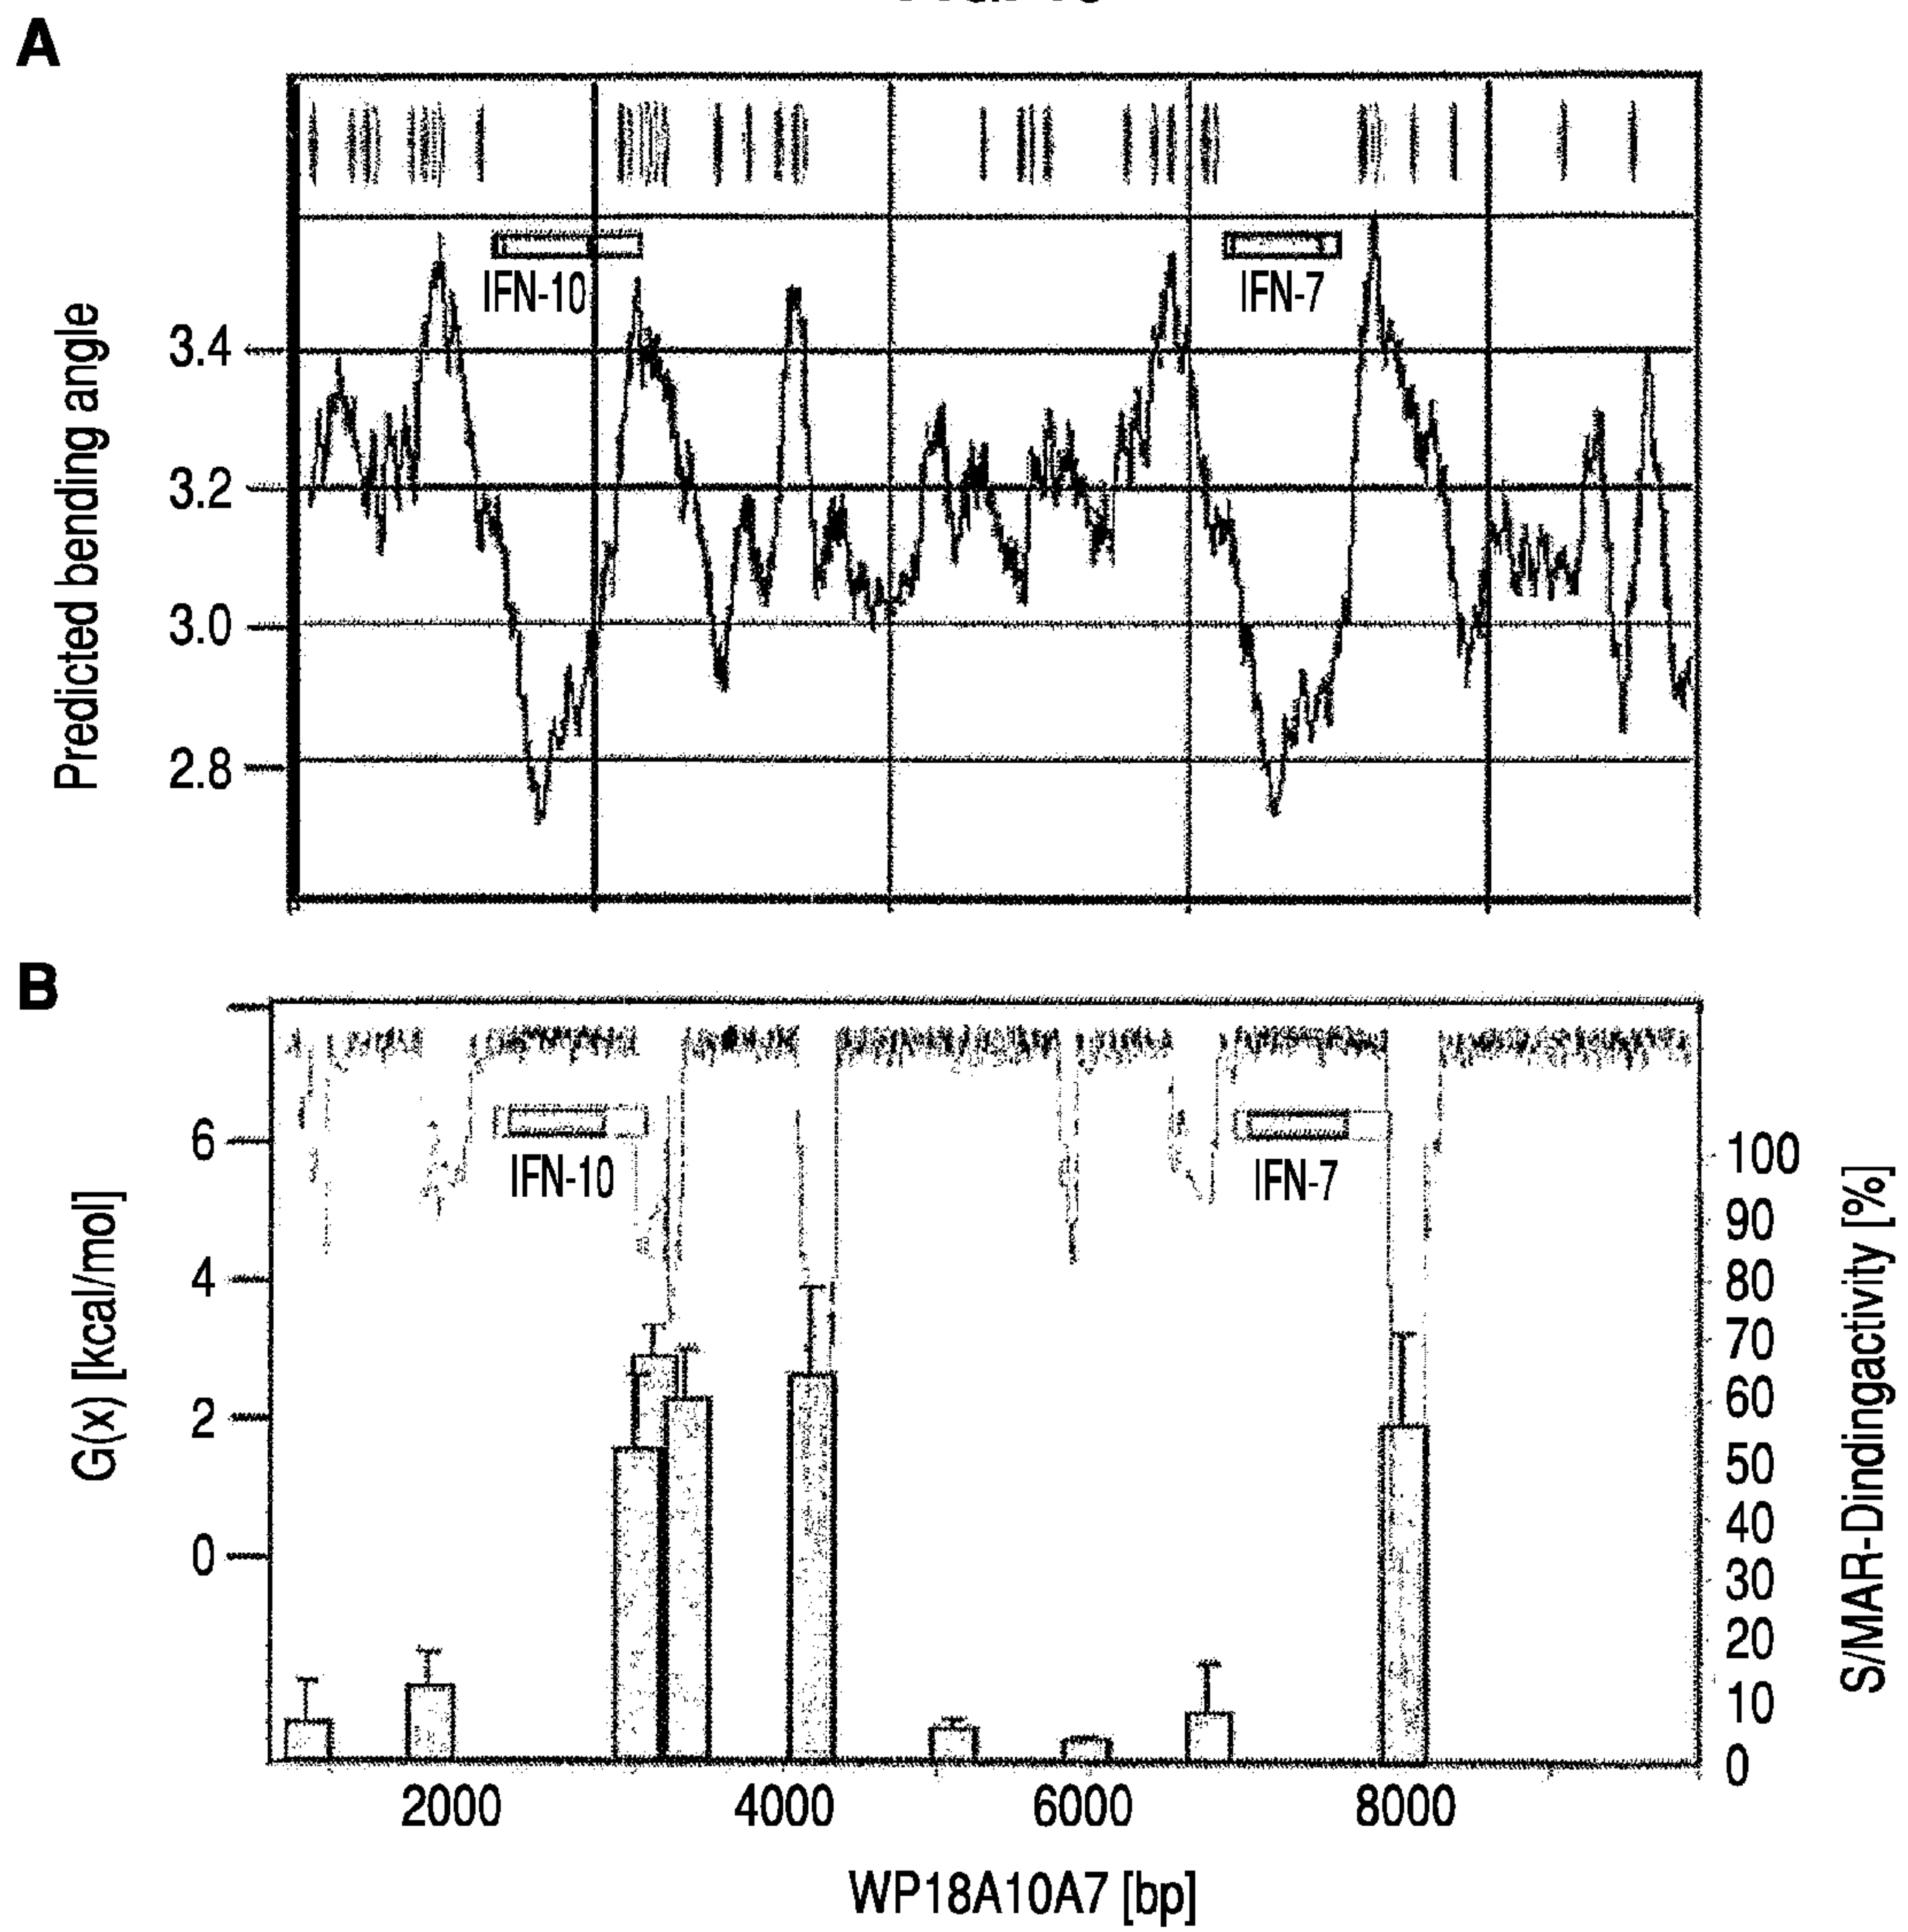 A
IFN-10
IFN-7
3.4
3.2
3.0
2.8
Predicted bending angle
B
IFN-10
IFN-7
6
4
2
0
G(x) [kcal/mol]
100
90
80
70
60
50
40
30
20
10
0
S/MAR-Dindingactivity [%]
2000 4000 6000 8000
WP18A10A7 [bp]